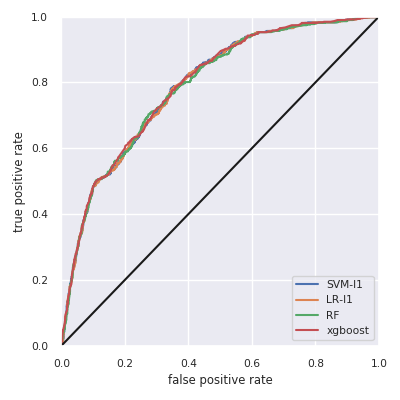 1.0
0.8
0.6
0.4
0.2
0.0
true positive rate
0.0 0.2 0.4 0.6 0.8 1.0
false positive rate
SVM-l1
LR-l1
RF
xgboost